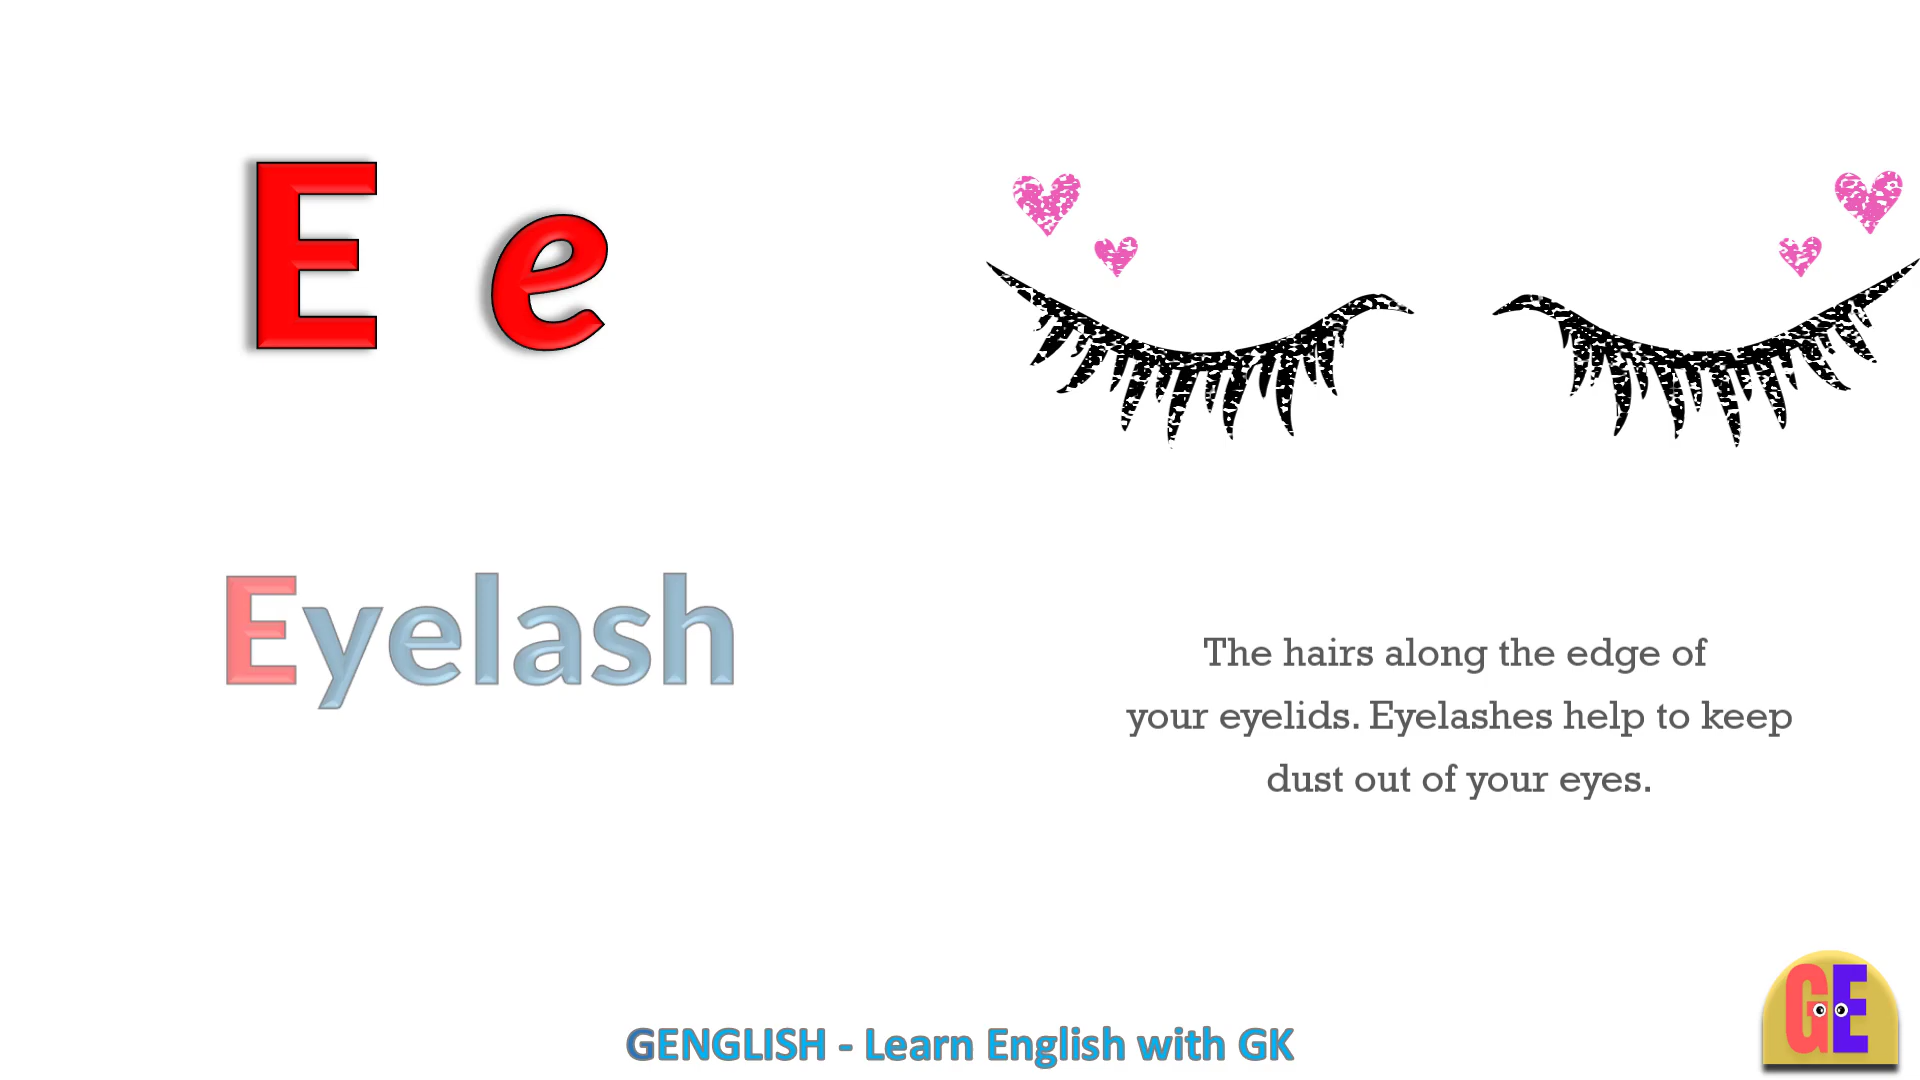 E e
Eyelash
The hairs along the edge of
your eyelids. Eyelashes help to keep
dust out of your eyes.
GENGLISH - Learn English with GK
GE